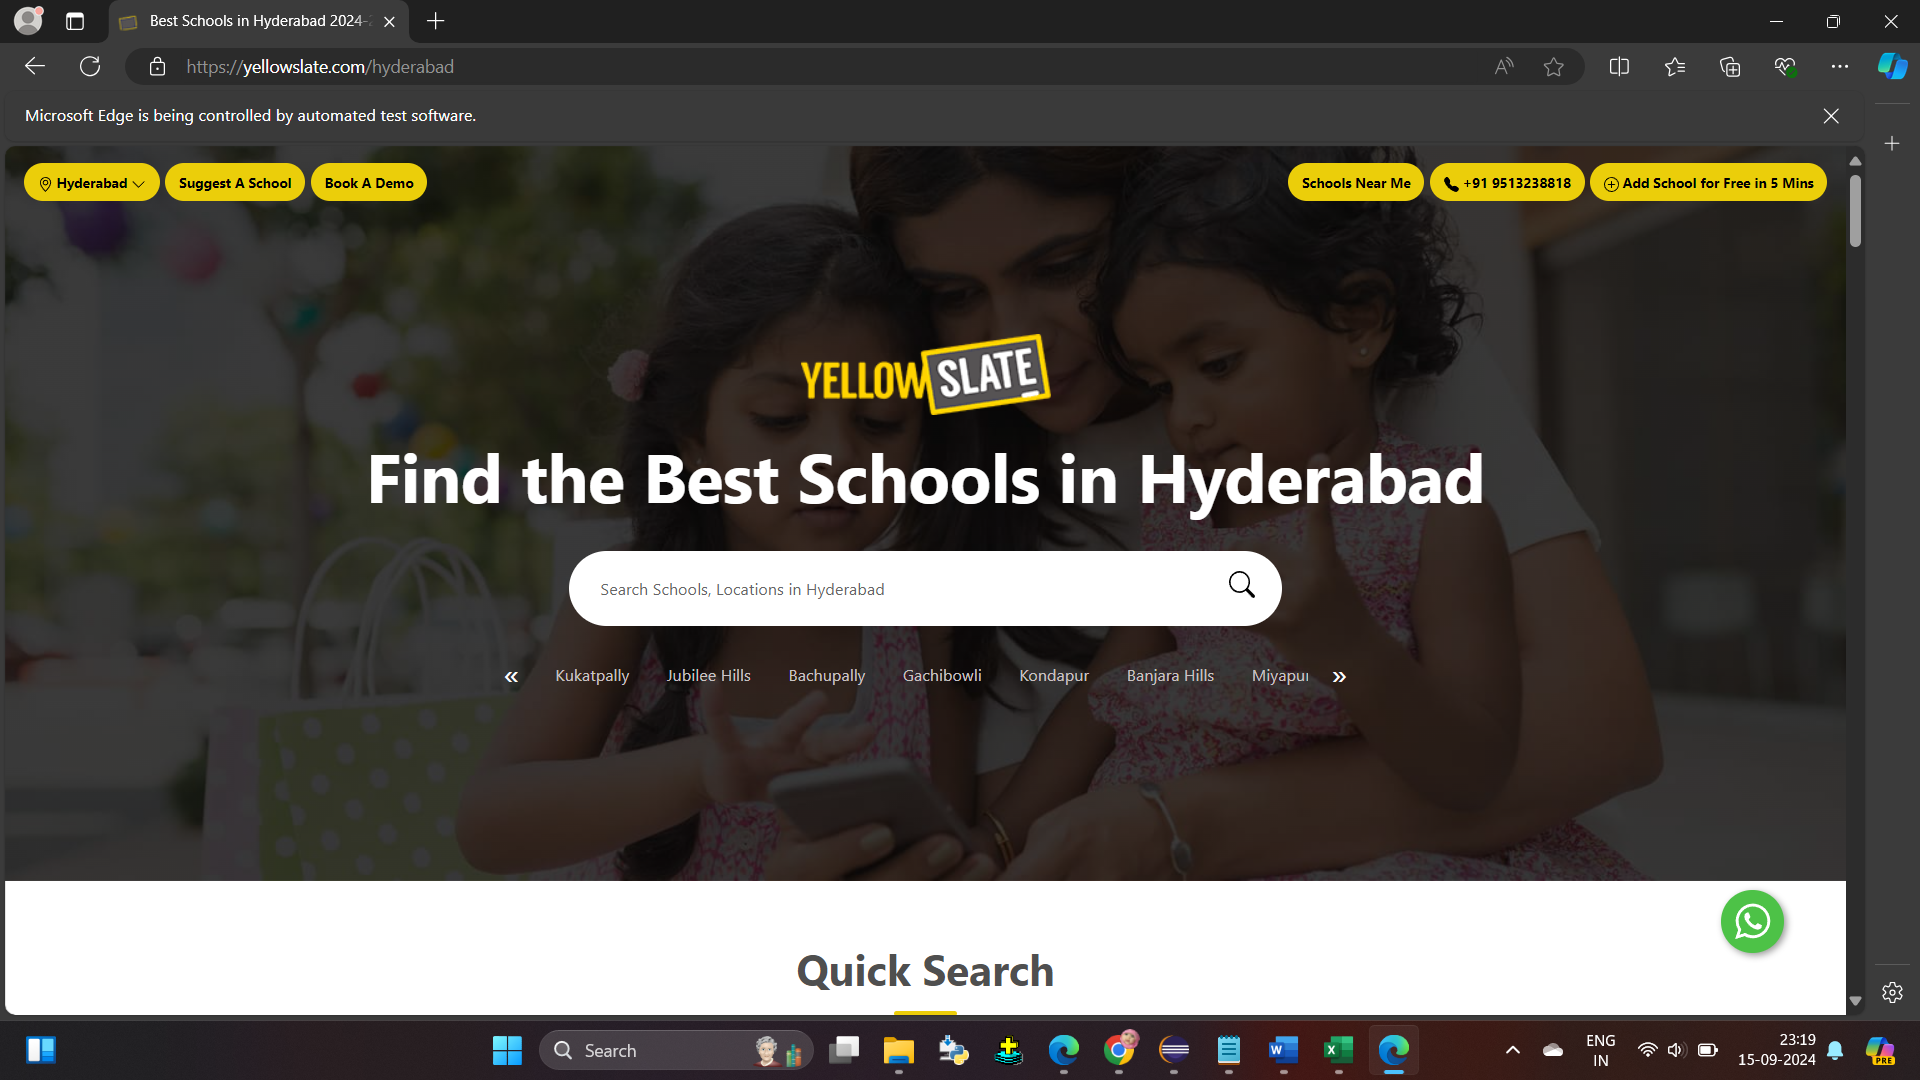 Best Schools in Hyderabad 2024-
https://yellowslate.com/hyderabad
Microsoft Edge is being controlled by automated test software.
Hyderabad
Suggest A School
Book A Demo
Schools Near Me
+91 9513238818
Add School for Free in 5 Mins
YELLOW SLATE
Find the Best Schools in Hyderabad
Search Schools, Locations in Hyderabad
« Kukatpally Jubilee Hills Bachupally Gachibowli Kondapur Banjara Hills Miyapur »
Quick Search
Search
ENG
IN
23:19
15-09-2024
PRE